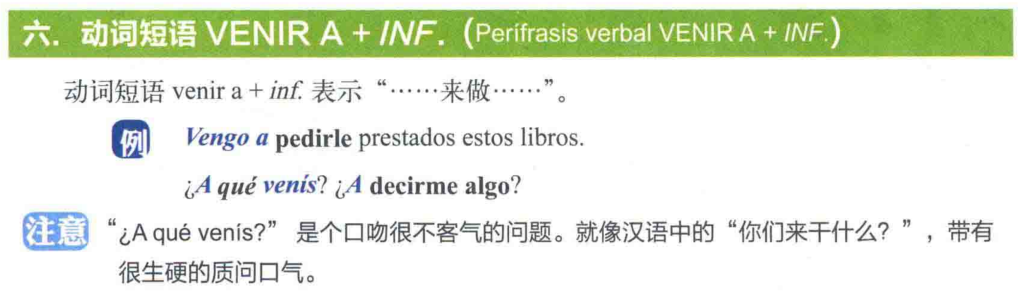 六. 动词短语 VENIR A + INF.（Perífrasis verbal VENIR A + INF.）
动词短语 venir a + inf. 表示“……来做……”。
例 Vengo a pedirle prestados estos libros.
¿A qué venís? ¿A decirme algo?
注意 “¿A qué venís?” 是个口吻很不客气的问题。就像汉语中的“你们来干什么？”，带有
很生硬的质问口气。